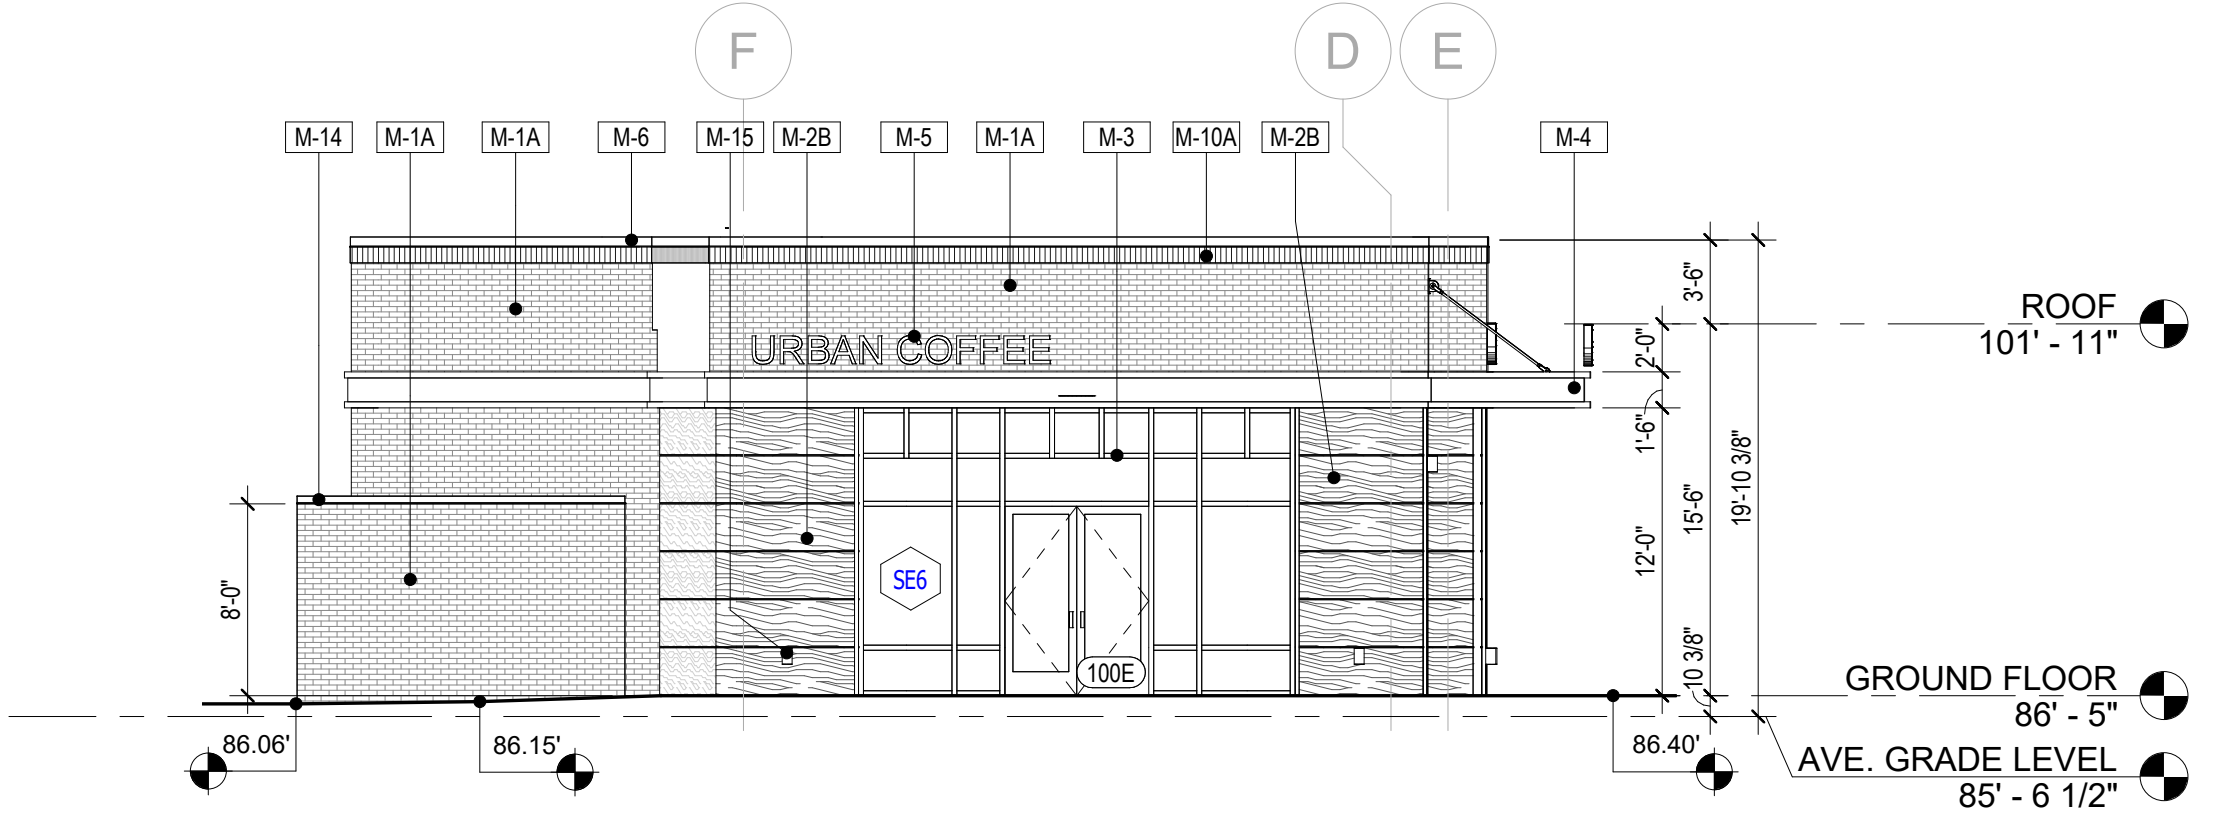 F
D
E
M-14
M-1A
M-1A
M-6
M-15
M-2B
M-5
M-1A
M-3
M-10A
M-2B
M-4
URBAN COFFEE
3'-6"
2'-0"
1'-6"
15'-6"
19'-10 3/8"
12'-0"
10 3/8"
8'-0"
ROOF
101' - 11"
SE6
100E
GROUND FLOOR
86' - 5"
86.06'
86.15'
86.40'
AVE. GRADE LEVEL
85' - 6 1/2"